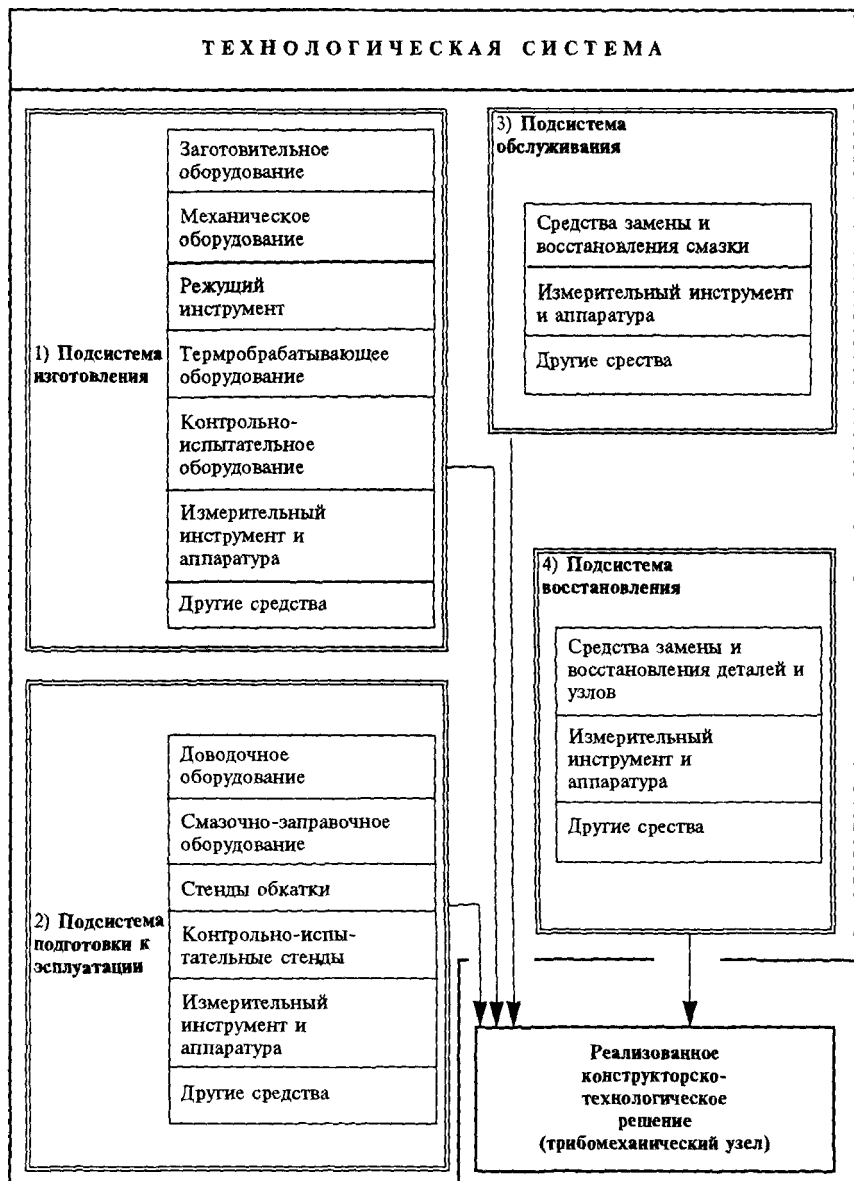 ТЕХНОЛОГИЧЕСКАЯ СИСТЕМА
1) Подсистема
изготовления
Заготовительное
оборудование
Механическое
оборудование
Режущий
инструмент
Термробрабатывающее
оборудование
Контрольно-
испытательное
оборудование
Измерительный
инструмент и
аппаратура
Другие средства
2) Подсистема
подготовки к
эсплуатации
Доводочное
оборудование
Смазочно-заправочное
оборудование
Стенды обкатки
Контрольно-испы-
тательные стенды
Измерительный
инструмент и
аппаратура
Другие средства
3) Подсистема
обслуживания
Средства замены и
восстановления смазки
Измерительный инструмент
и аппаратура
Другие срества
4) Подсистема
восстановления
Средства замены и
восстановления деталей и
узлов
Измерительный
инструмент и
аппаратура
Другие срества
Реализованное
конструкторско-
технологическое
решение
(трибомеханический узел)